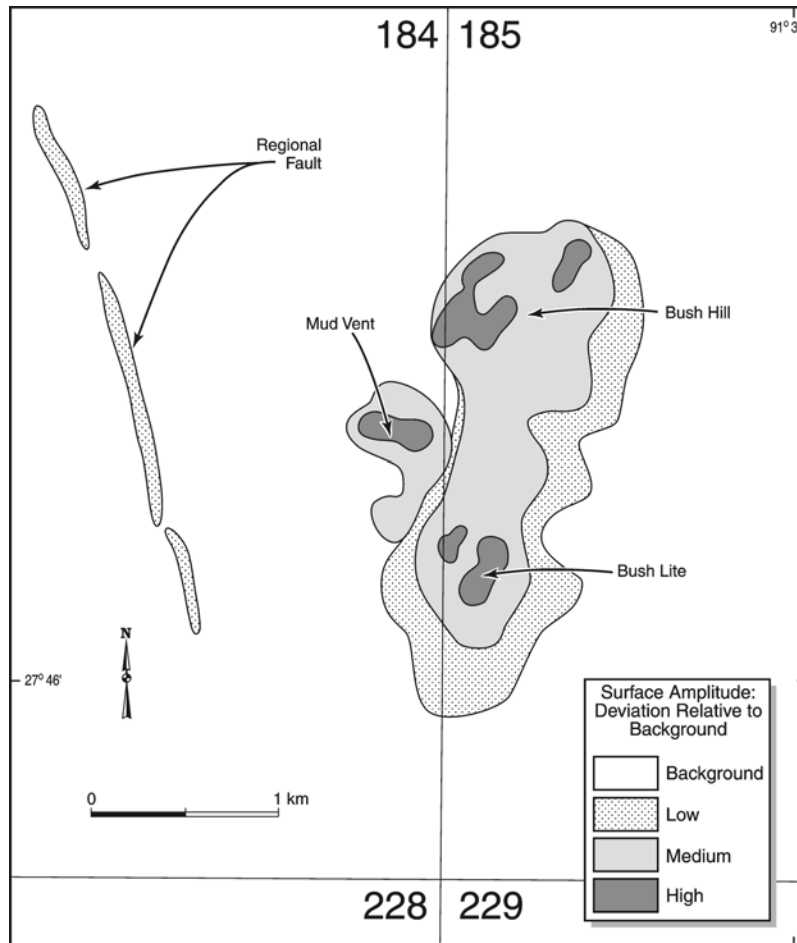 184 185
91° 3
Regional
Fault
Mud Vent
Bush Hill
Bush Lite
N
27° 46'
0 1 km
Surface Amplitude:
Deviation Relative to
Background
Background
Low
Medium
High
228 229